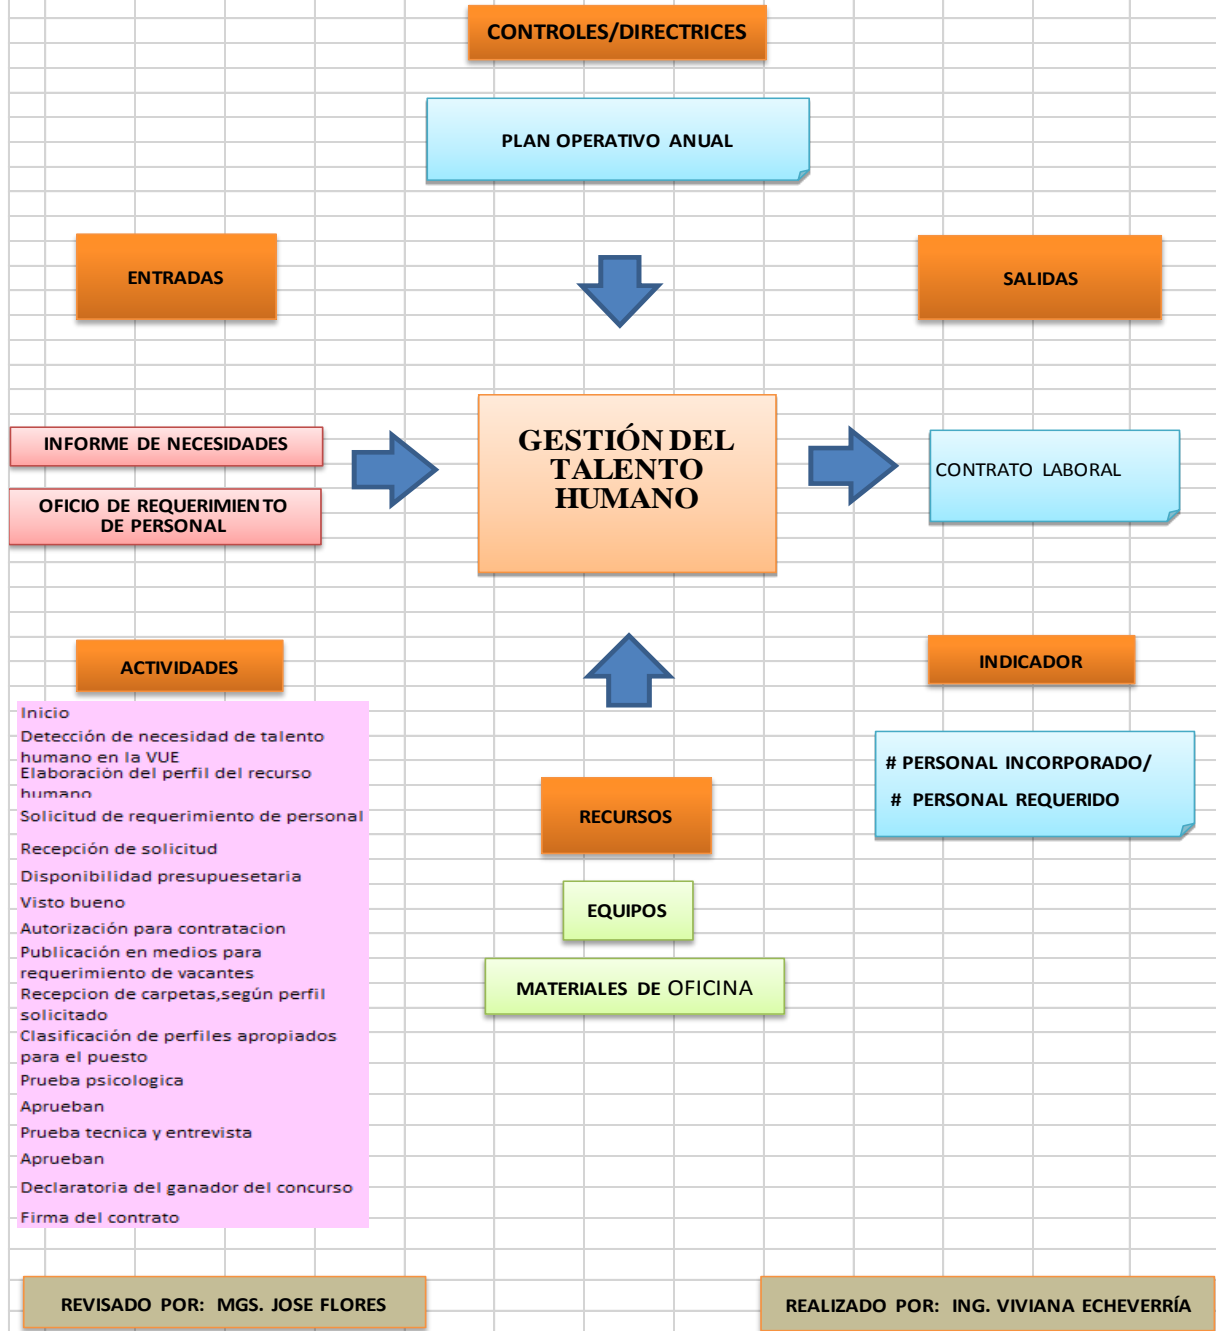 CONTROLES/DIRECTRICES
PLAN OPERATIVO ANUAL
ENTRADAS
SALIDAS
INFORME DE NECESIDADES
OFICIO DE REQUERIMIENTO
DE PERSONAL
GESTIÓN DEL
TALENTO
HUMANO
CONTRATO LABORAL
ACTIVIDADES
Inicio
Detección de necesidad de talento
humano en la VUE
Elaboración del perfil del recurso
humano
Solicitud de requerimiento de personal
Recepción de solicitud
Disponibilidad presupuesetaria
Visto bueno
Autorización para contratacion
Publicación en medios para
requerimiento de vacantes
Recepcion de carpetas,según perfil
solicitado
Clasificación de perfiles apropiados
para el puesto
Prueba psicologica
Aprueban
Prueba tecnica y entrevista
Aprueban
Declaratoria del ganador del concurso
Firma del contrato
RECURSOS
EQUIPOS
MATERIALES DE OFICINA
INDICADOR
# PERSONAL INCORPORADO/
# PERSONAL REQUERIDO
REVISADO POR: MGS. JOSE FLORES
REALIZADO POR: ING. VIVIANA ECHEVERRÍA